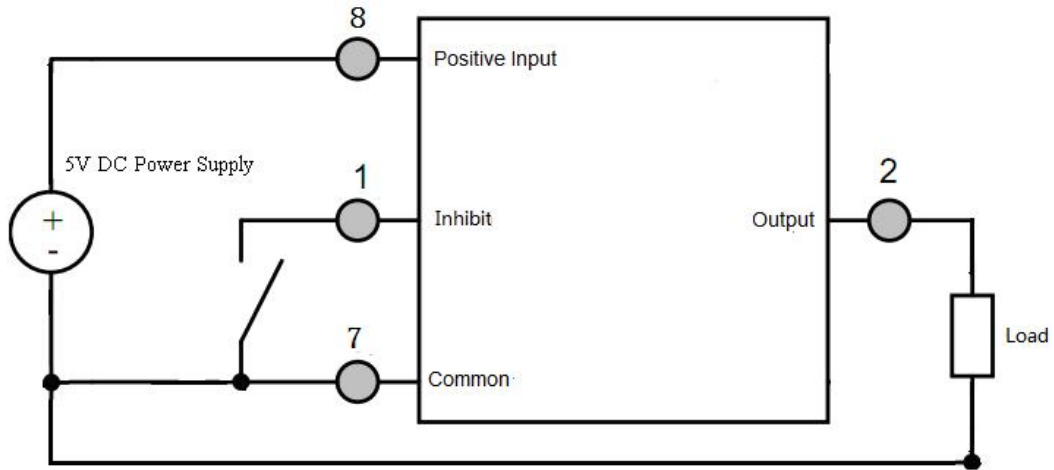 8
Positive Input
5V DC Power Supply
+
-
1
Inhibit
2
Output
7
Common
Load